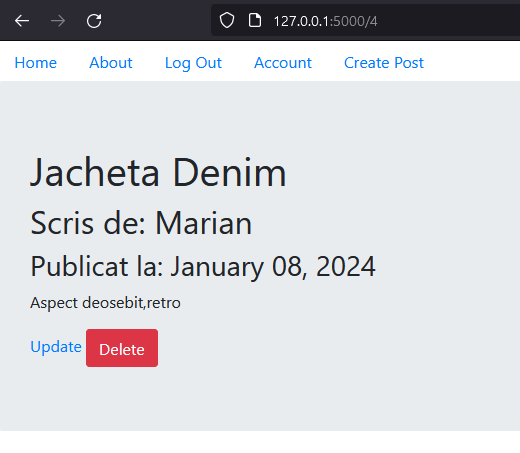 127.0.0.1:5000/4
Home About Log Out Account Create Post
Jacheta Denim
Scris de: Marian
Publicat la: January 08, 2024
Aspect deosebit,retro
Update Delete